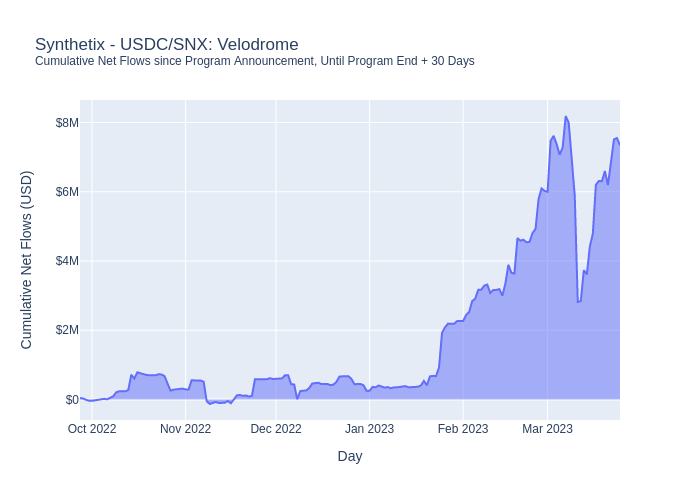 Synthetix - USDC/SNX: Velodrome
Cumulative Net Flows since Program Announcement, Until Program End + 30 Days
Cumulative Net Flows (USD)
$8M
$6M
$4M
$2M
$0
Oct 2022
Nov 2022
Dec 2022
Jan 2023
Feb 2023
Mar 2023
Day